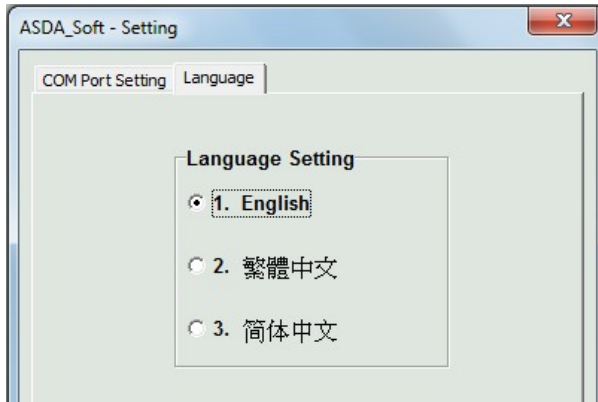 ASDA_Soft - Setting
COM Port Setting Language
Language Setting
1. English
2. 繁體中文
3. 简体中文